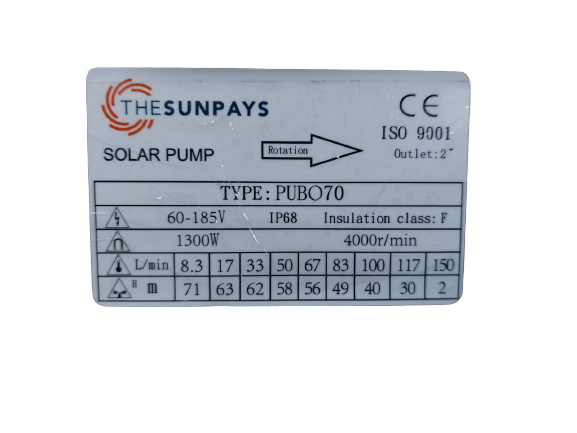 THESUNPAYS
CE
ISO 9001
SOLAR PUMP
Rotation
Outlet:2"
TYPE: PUBO70
60-185V IP68 Insulation class: F
1300W 4000r/min
L/min 8.3 17 33 50 67 83 100 117 150
H m 71 63 62 58 56 49 40 30 2